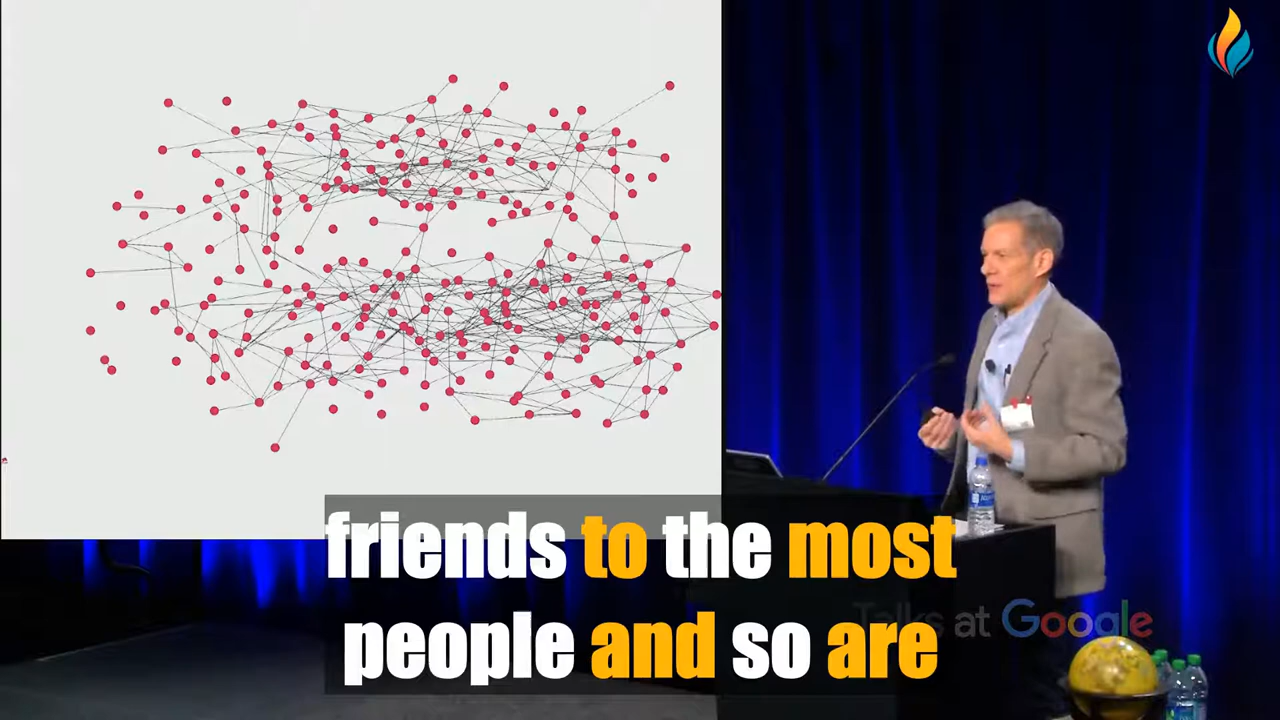 friends to the most
people and so are
Talks at Google